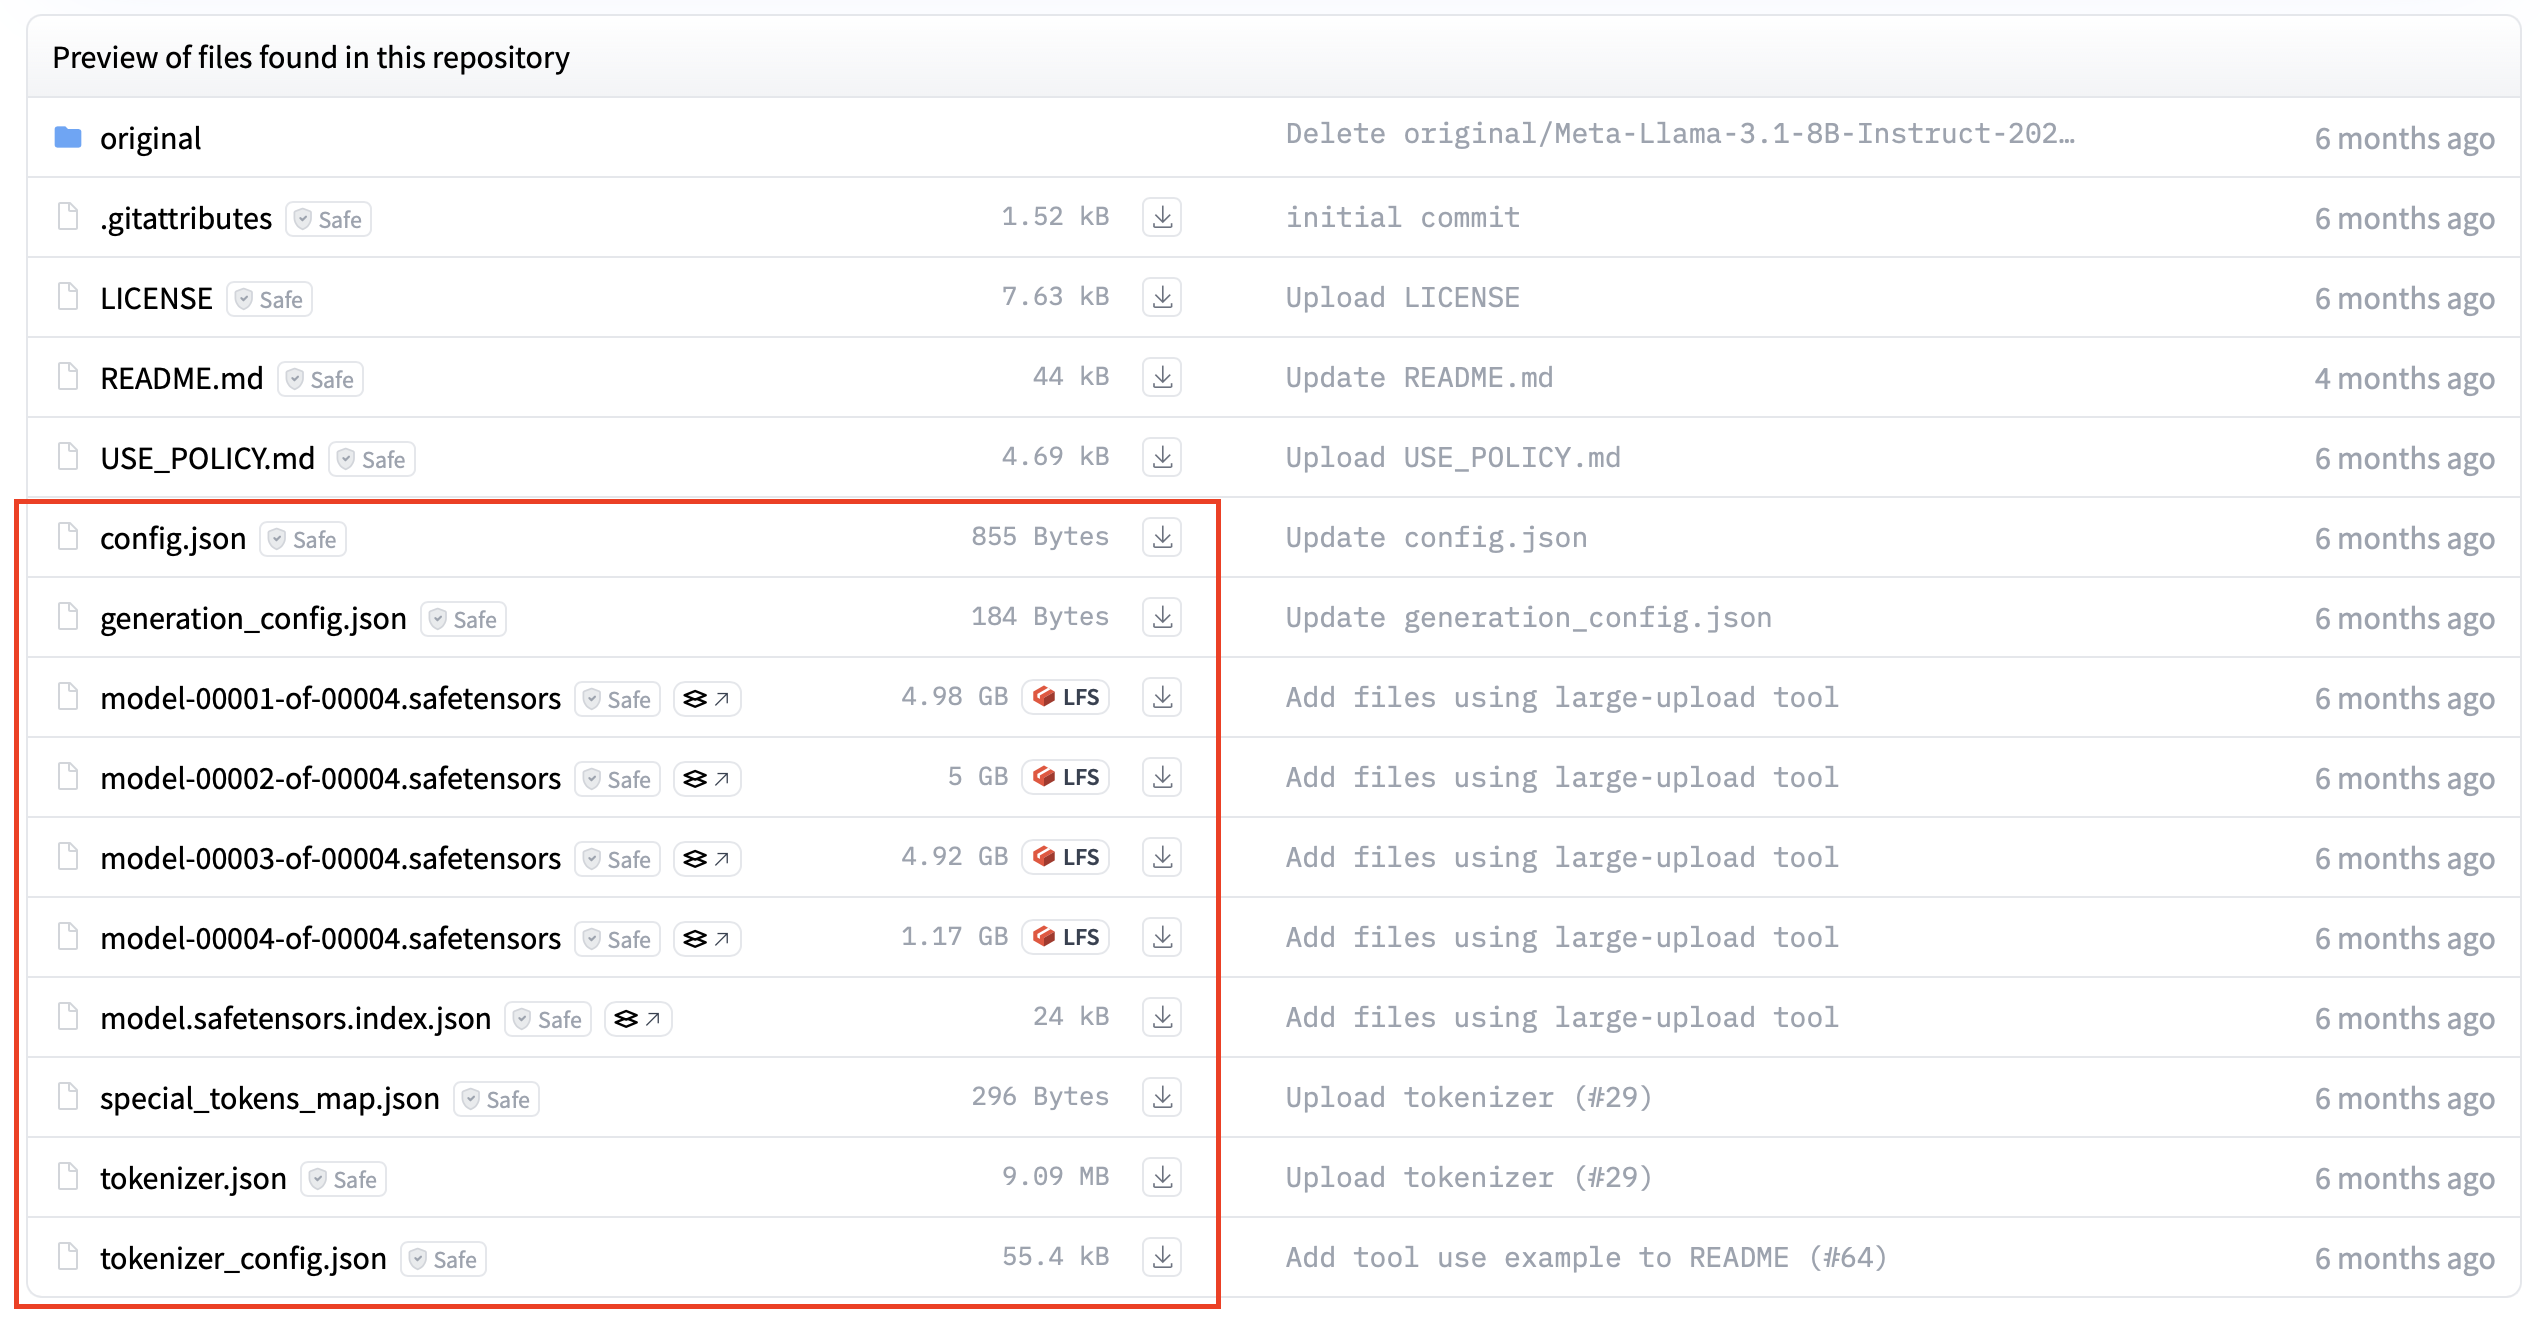 Preview of files found in this repository
original Delete original/Meta-Llama-3.1-8B-Instruct-202… 6 months ago
.gitattributes Safe 1.52 kB initial commit 6 months ago
LICENSE Safe 7.63 kB Upload LICENSE 6 months ago
README.md Safe 44 kB Update README.md 4 months ago
USE_POLICY.md Safe 4.69 kB Upload USE_POLICY.md 6 months ago
config.json Safe 855 Bytes Update config.json 6 months ago
generation_config.json Safe 184 Bytes Update generation_config.json 6 months ago
model-00001-of-00004.safetensors Safe 4.98 GB LFS Add files using large-upload tool 6 months ago
model-00002-of-00004.safetensors Safe 5 GB LFS Add files using large-upload tool 6 months ago
model-00003-of-00004.safetensors Safe 4.92 GB LFS Add files using large-upload tool 6 months ago
model-00004-of-00004.safetensors Safe 1.17 GB LFS Add files using large-upload tool 6 months ago
model.safetensors.index.json Safe 24 kB Add files using large-upload tool 6 months ago
special_tokens_map.json Safe 296 Bytes Upload tokenizer (#29) 6 months ago
tokenizer.json Safe 9.09 MB Upload tokenizer (#29) 6 months ago
tokenizer_config.json Safe 55.4 kB Add tool use example to README (#64) 6 months ago